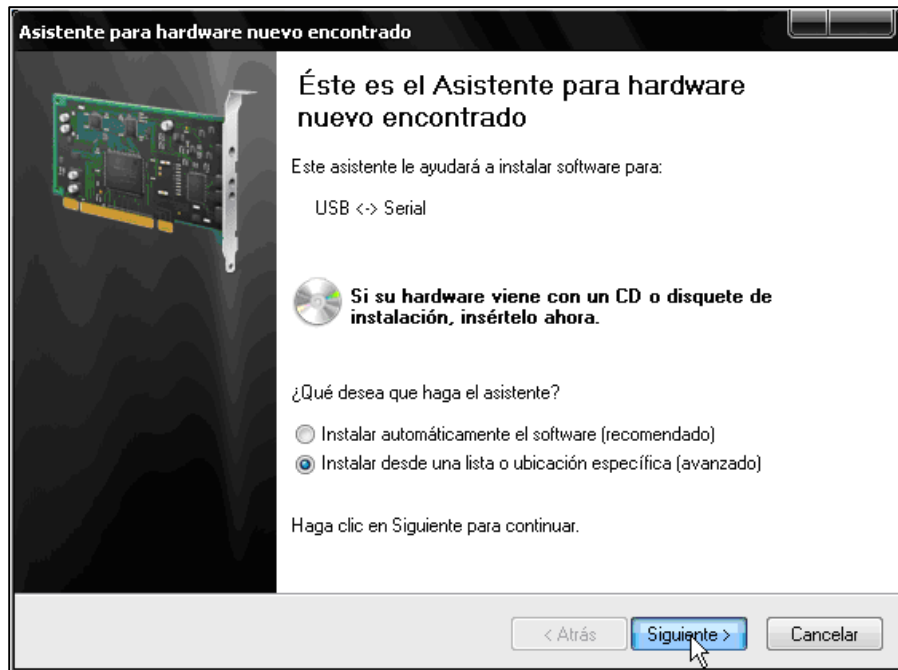 Asistente para hardware nuevo encontrado
Éste es el Asistente para hardware
nuevo encontrado
Este asistente le ayudará a instalar software para:
USB <-> Serial
Si su hardware viene con un CD o disquete de
instalación, insértelo ahora.
¿Qué desea que haga el asistente?
Instalar automáticamente el software (recomendado)
Instalar desde una lista o ubicación específica (avanzado)
Haga clic en Siguiente para continuar.
< Atrás
Siguiente >
Cancelar